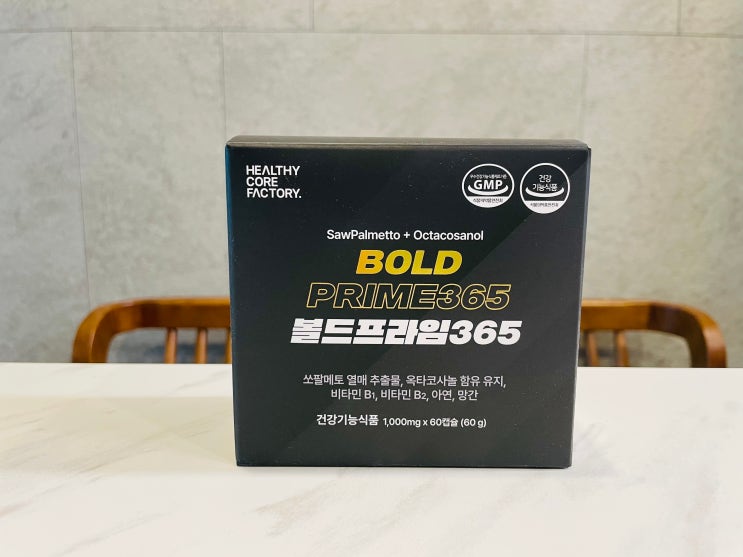 HEALTHY
CORE
FACTORY.
GMP
건강
기능식품
SawPalmetto + Octacosanol
BOLD
PRIME365
볼드프라임365
쏘팔메토 열매 추출물, 옥타코사놀 함유 유지,
비타민 B₁, 비타민 B₂, 아연, 망간
건강기능식품 1,000mg x 60캡슐 (60 g)